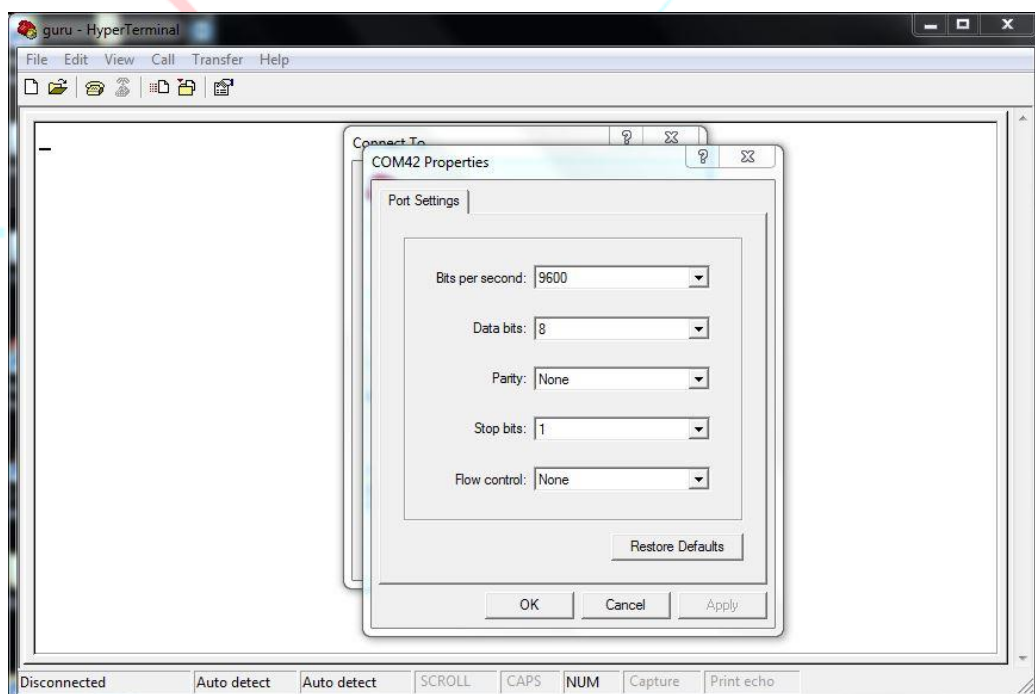 guru - HyperTerminal
File Edit View Call Transfer Help
Connect To
COM42 Properties
Port Settings
Bits per second: 9600
Data bits: 8
Parity: None
Stop bits: 1
Flow control: None
Restore Defaults
OK Cancel Apply
Disconnected Auto detect Auto detect SCROLL CAPS NUM Capture Print echo